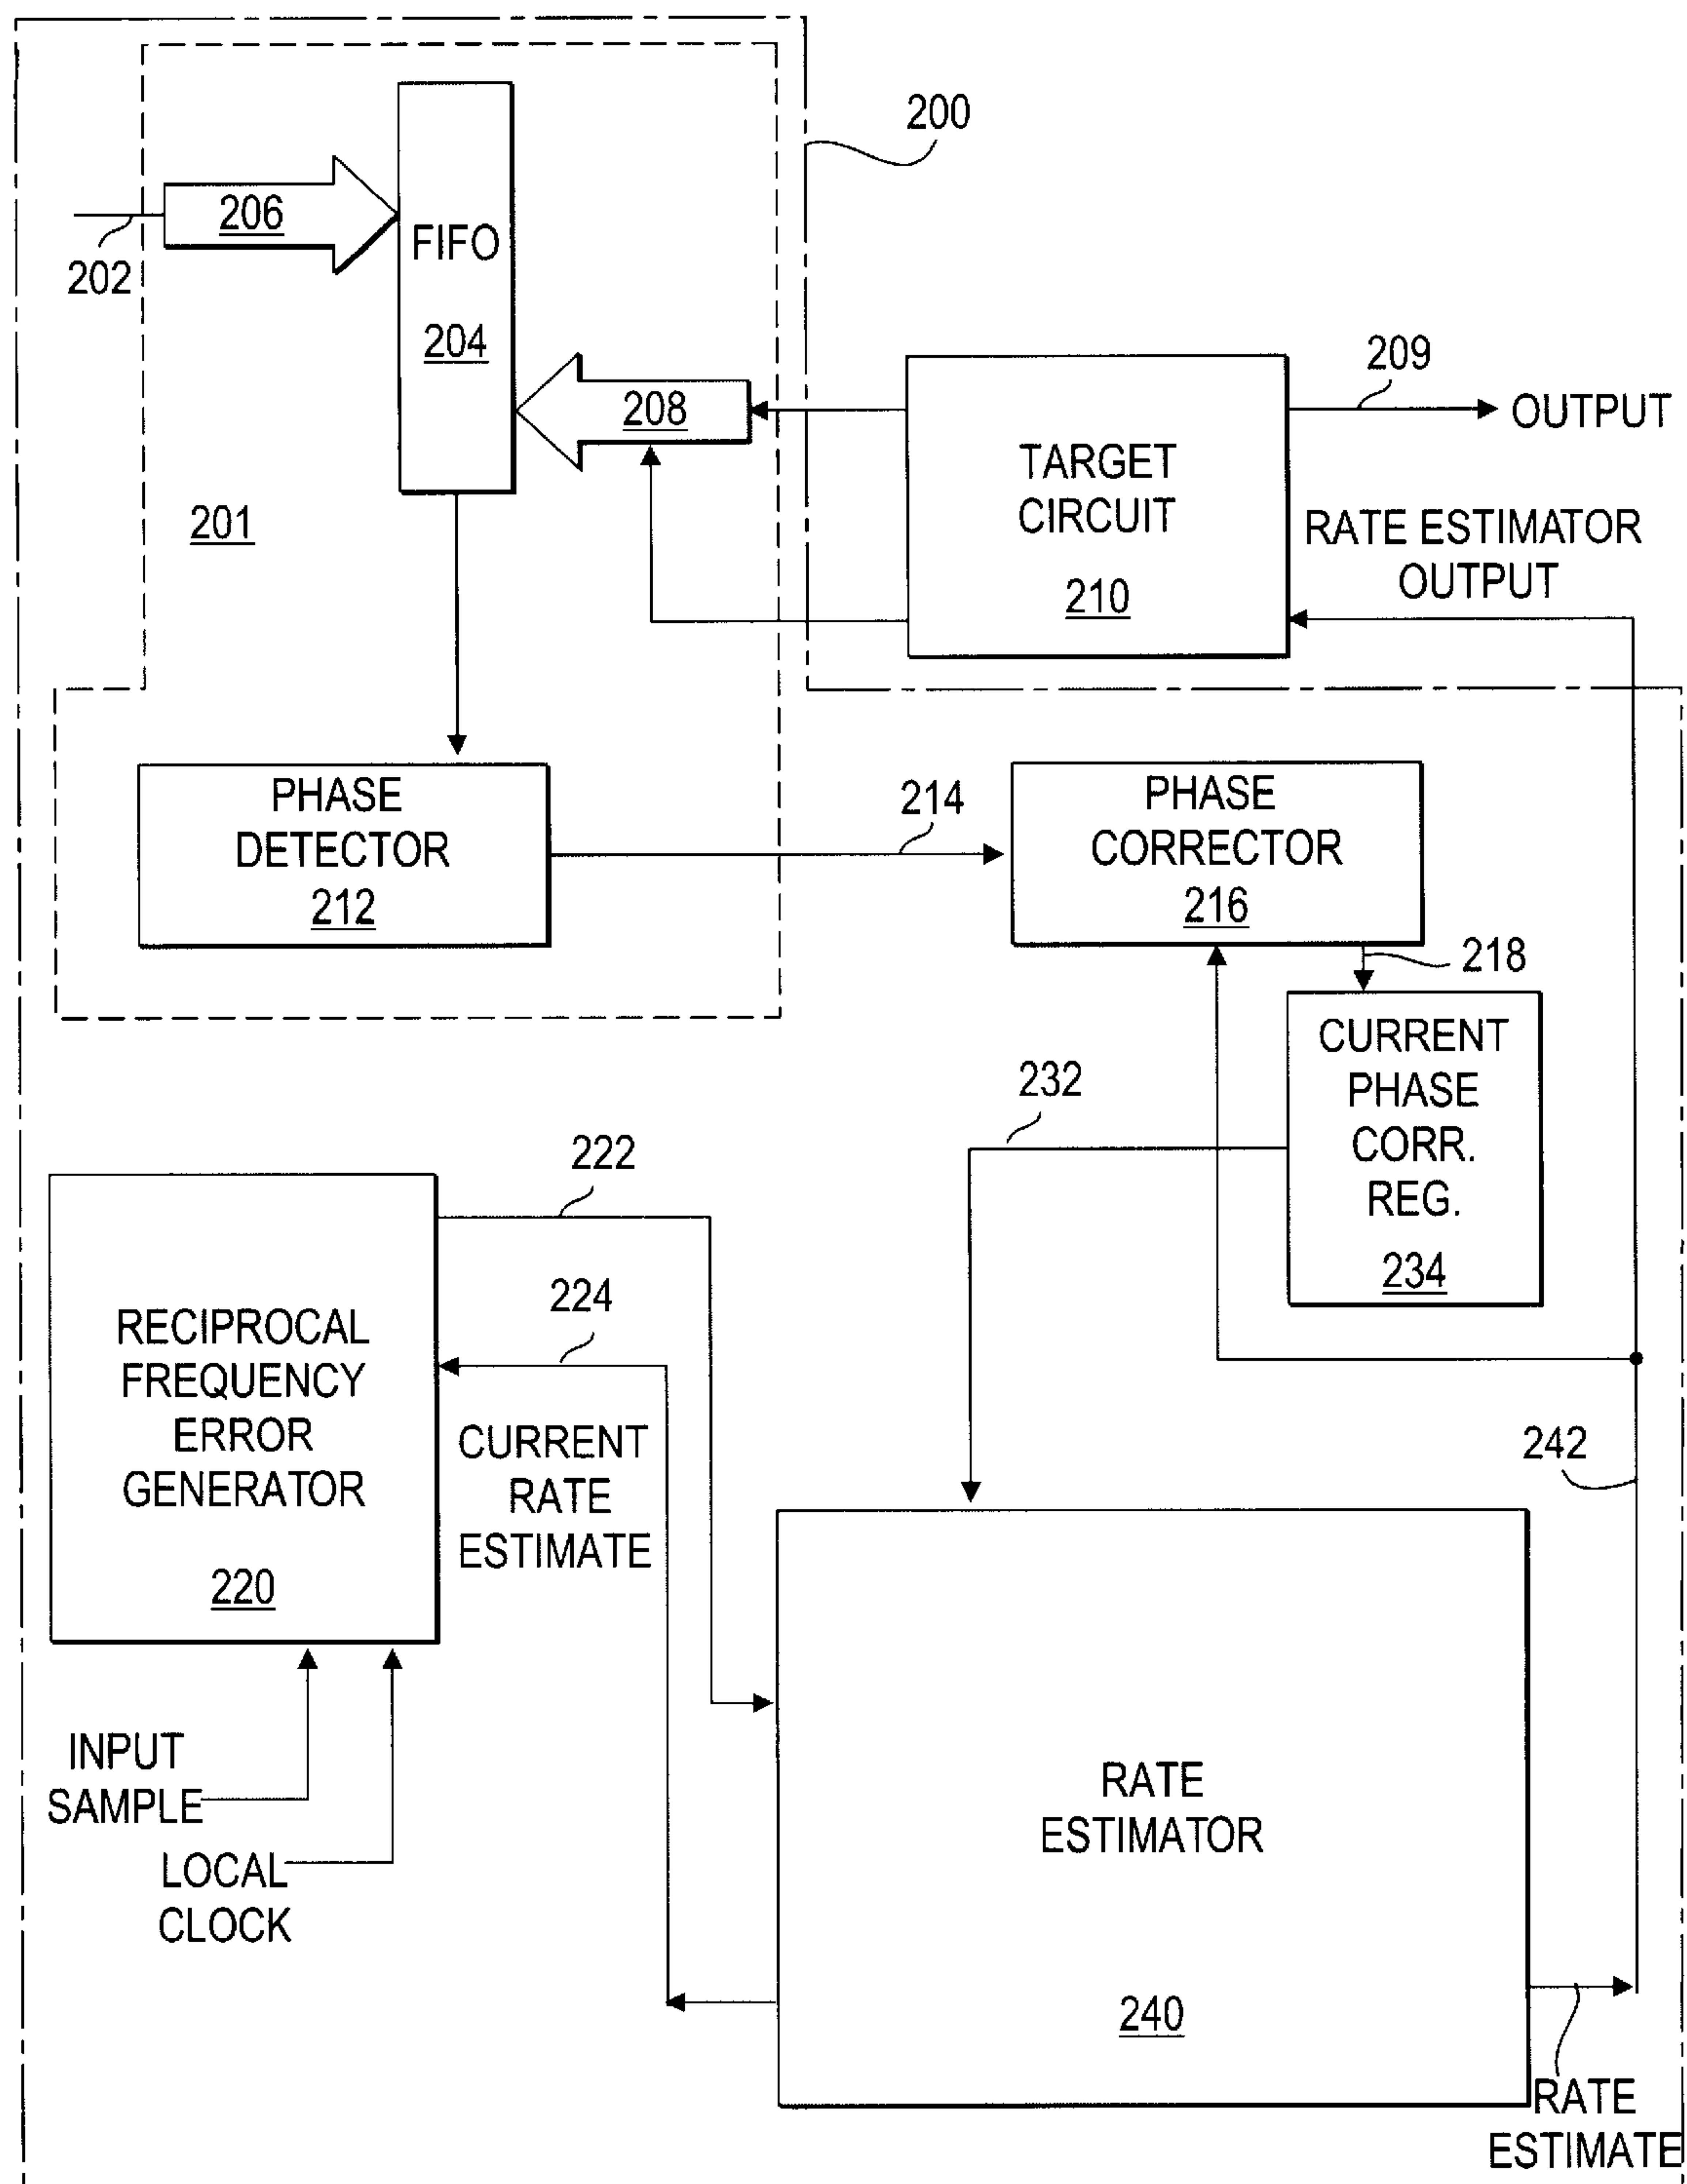 200
206
202
FIFO
204
208
209
OUTPUT
TARGET
CIRCUIT
210
RATE ESTIMATOR
OUTPUT
201
PHASE
DETECTOR
212
214
PHASE
CORRECTOR
216
218
CURRENT
PHASE
CORR.
REG.
234
232
222
224
RECIPROCAL
FREQUENCY
ERROR
GENERATOR
220
CURRENT
RATE
ESTIMATE
242
INPUT
SAMPLE
LOCAL
CLOCK
RATE
ESTIMATOR
240
RATE
ESTIMATE